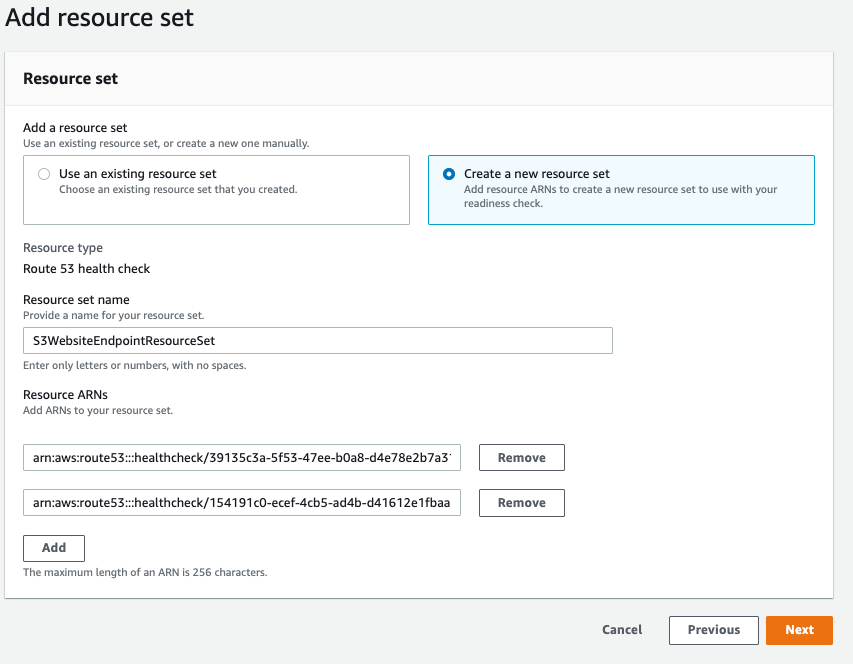 Add resource set
Resource set
Add a resource set
Use an existing resource set, or create a new one manually.
Use an existing resource set
Choose an existing resource set that you created.
Create a new resource set
Add resource ARNs to create a new resource set to use with your
readiness check.
Resource type
Route 53 health check
Resource set name
Provide a name for your resource set.
S3WebsiteEndpointResourceSet
Enter only letters or numbers, with no spaces.
Resource ARNs
Add ARNs to your resource set.
arn:aws:route53:::healthcheck/39135c3a-5f53-47ee-b0a8-d4e78e2b7a3
Remove
arn:aws:route53:::healthcheck/154191c0-ecef-4cb5-ad4b-d41612e1fbaa
Remove
Add
The maximum length of an ARN is 256 characters.
Cancel
Previous
Next